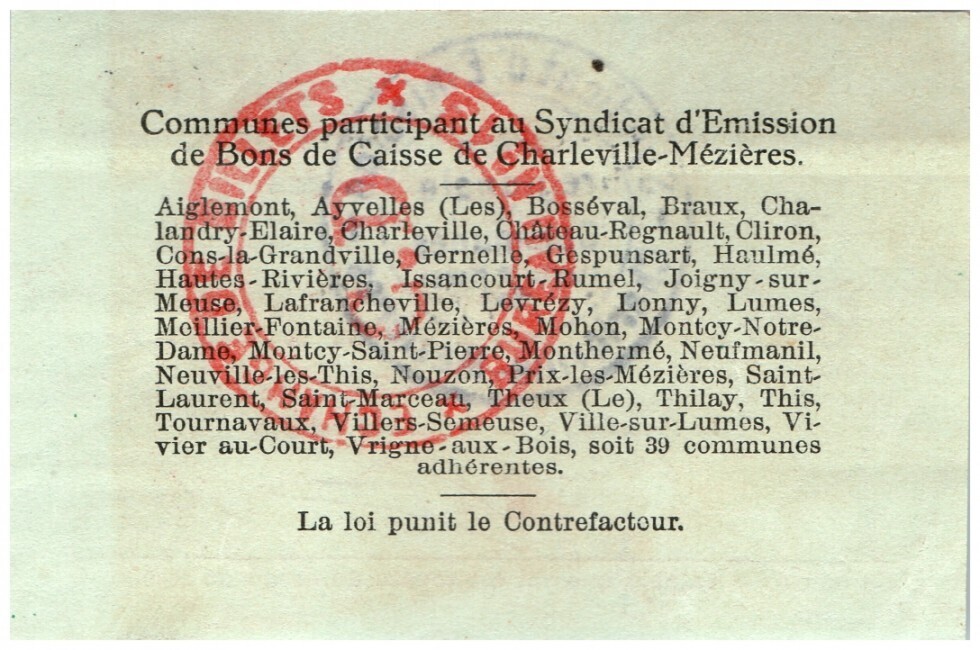 Communes participant au Syndicat d'Emission
de Bons de Caisse de Charleville-Mézières.
Aiglemont, Ayvelles (Les), Bosséval, Braux, Cha-
landry-Elaire, Charleville, Château-Regnault, Cliron,
Cons-la-Grandville, Gernelle, Gespunsart, Haulmé,
Hautes-Rivières, Issancourt-Rumel, Joigny-sur-
Meuse, Lafrancheville, Levrézy, Lonny, Lumes,
Meillier-Fontaine, Mézières, Mohon, Montcy-Notre-
Dame, Montcy-Saint-Pierre, Monthermé, Neufmanil,
Neuville-les-This, Nouzon, Prix-les-Mézières, Saint-
Laurent, Saint-Marceau, Theux (Le), Thilay, This,
Tournavaux, Villers-Semeuse, Ville-sur-Lumes, Vi-
vier au-Court, Vrigne-aux-Bois, soit 39 communes
adhérentes.
La loi punit le Contrefacteur.